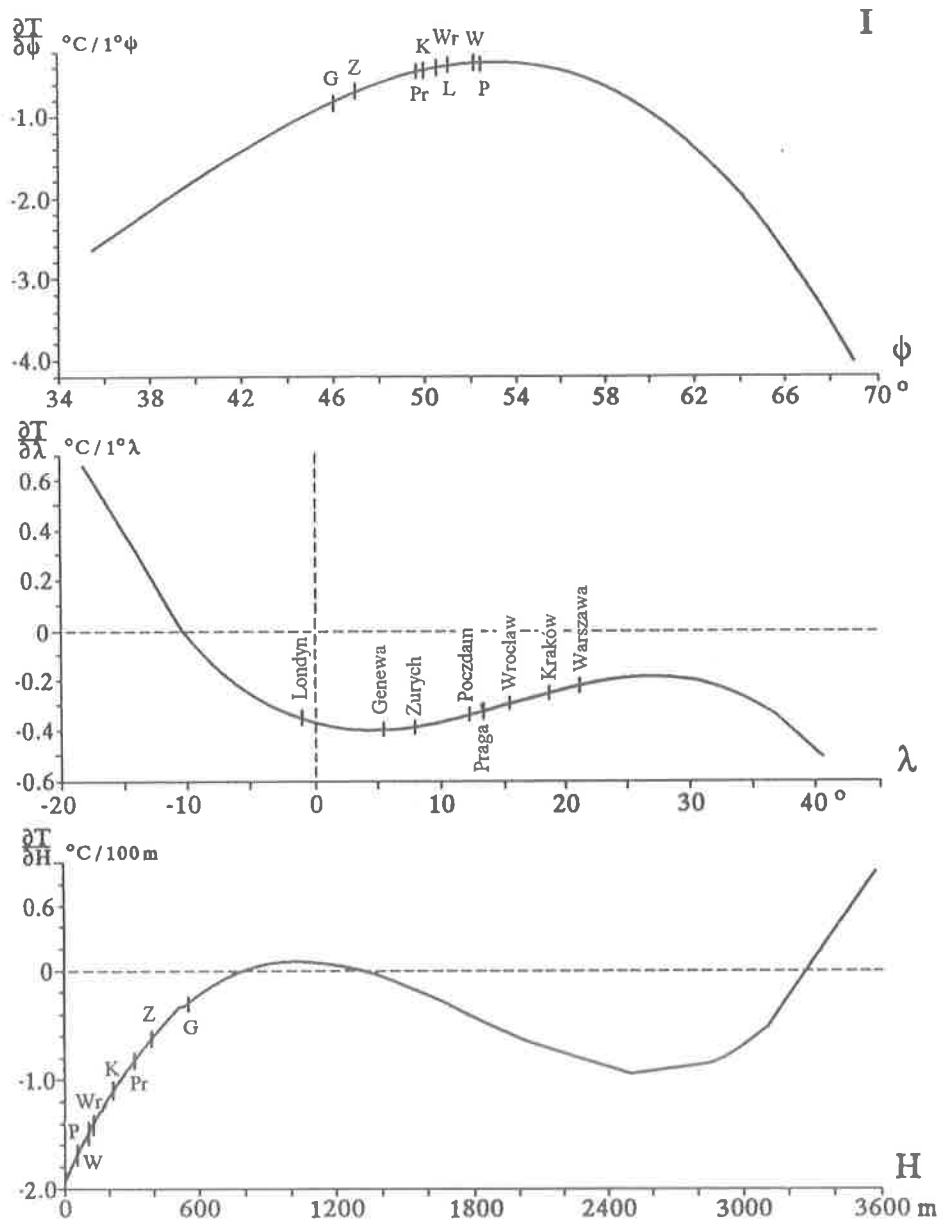 ∂T
∂ψ °C / 1°ψ
I
K Wr W
G Z
Pr L P
-1.0
-2.0
-3.0
-4.0
34 38 42 46 50 54 58 62 66 70 °
ψ
∂T
∂λ °C / 1°λ
0.6
0.4
0.2
0
-0.2
-0.4
-0.6
Londyn
Genewa
Zurych
Poczdam
Praga
Wrocław
Kraków
Warszawa
-20 -10 0 10 20 30 40 °
λ
∂T
∂H °C / 100 m
0.6
0
-1.0
-2.0
P
W
Wr
K
Pr
Z
G
H
0 600 1200 1800 2400 3000 3600 m